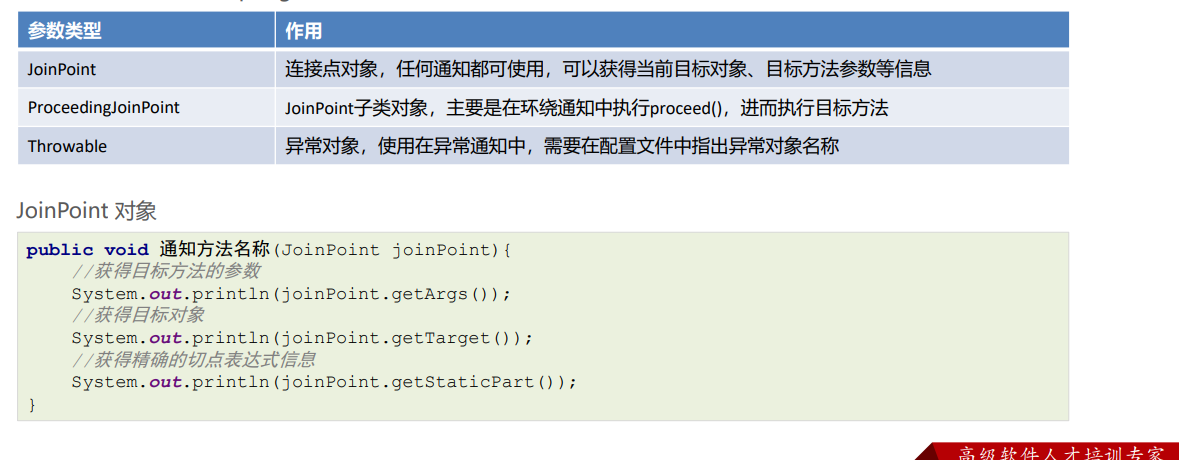 参数类型 作用
JoinPoint 连接点对象，任何通知都可使用，可以获得当前目标对象、目标方法参数等信息
ProceedingJoinPoint JoinPoint子类对象，主要是在环绕通知中执行proceed()，进而执行目标方法
Throwable 异常对象，使用在异常通知中，需要在配置文件中指出异常对象名称
JoinPoint 对象
public void 通知方法名称(JoinPoint joinPoint){
//获得目标方法的参数
System.out.println(joinPoint.getArgs());
//获得目标对象
System.out.println(joinPoint.getTarget());
//获得精确的切点表达式信息
System.out.println(joinPoint.getStaticPart());
}
高级软件人才培训专家